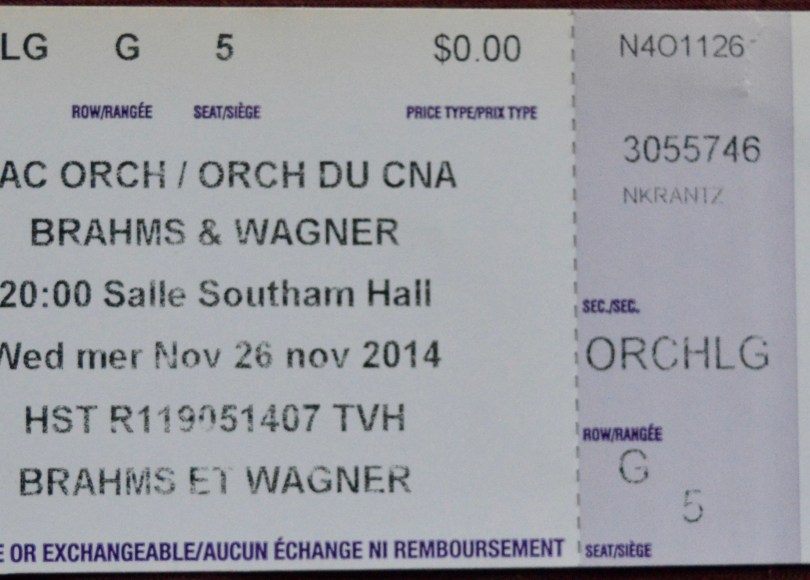 LG G 5 $0.00
ROW/RANGÉE SEAT/SIÈGE PRICE TYPE/PRIX TYPE
AC ORCH / ORCH DU CNA
BRAHMS & WAGNER
20:00 Salle Southam Hall
Wed mer Nov 26 nov 2014
HST R119051407 TVH
BRAHMS ET WAGNER
E OR EXCHANGEABLE/AUCUN ÉCHANGE NI REMBOURSEMENT
N4O1126
3055746
NKRANTZ
SEC./SEC.
ORCHLG
ROW/RANGÉE
G
5
SEAT/SIÈGE